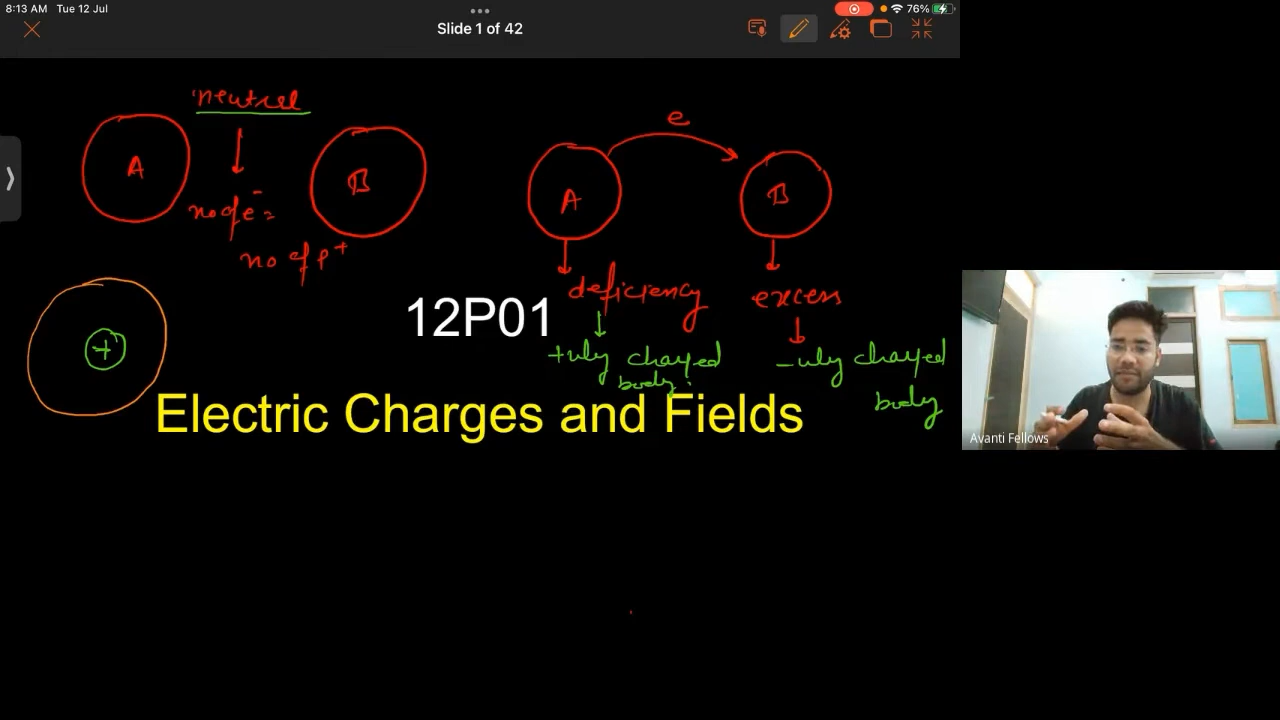 8:13 AM Tue 12 Jul
76%
Slide 1 of 42
neutral
A
B
no of e⁻ =
no of p⁺
e
A
B
deficiency
excess
+
12P01
+vely charged
body.
-vely charged
body
Electric Charges and Fields
Avanti Fellows